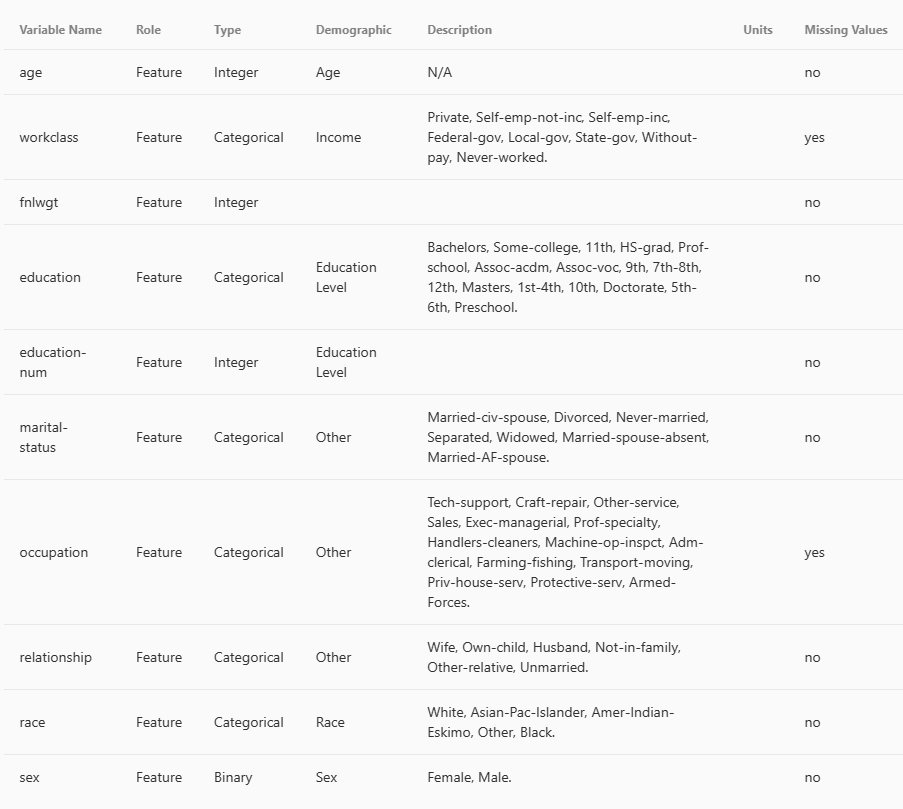 Variable Name Role Type Demographic Description Units Missing Values
age Feature Integer Age N/A no
Private, Self-emp-not-inc, Self-emp-inc,
workclass Feature Categorical Income Federal-gov, Local-gov, State-gov, Without- yes
pay, Never-worked.
fnlwgt Feature Integer no
Bachelors, Some-college, 11th, HS-grad, Prof-
Education school, Assoc-acdm, Assoc-voc, 9th, 7th-8th,
education Feature Categorical no
Level 12th, Masters, 1st-4th, 10th, Doctorate, 5th-
6th, Preschool.
education- Education
Feature Integer no
num Level
Married-civ-spouse, Divorced, Never-married,
marital-
Feature Categorical Other Separated, Widowed, Married-spouse-absent, no
status
Married-AF-spouse.
Tech-support, Craft-repair, Other-service,
Sales, Exec-managerial, Prof-specialty,
Handlers-cleaners, Machine-op-inspct, Adm-
occupation Feature Categorical Other yes
clerical, Farming-fishing, Transport-moving,
Priv-house-serv, Protective-serv, Armed-
Forces.
Wife, Own-child, Husband, Not-in-family,
relationship Feature Categorical Other no
Other-relative, Unmarried.
White, Asian-Pac-Islander, Amer-Indian-
race Feature Categorical Race no
Eskimo, Other, Black.
sex Feature Binary Sex Female, Male. no